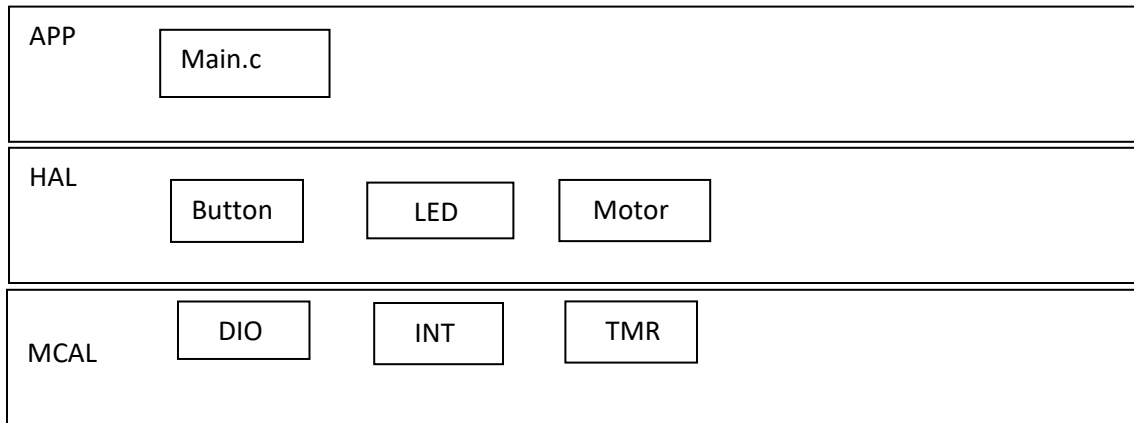 APP
Main.c
HAL
Button
LED
Motor
DIO
INT
TMR
MCAL